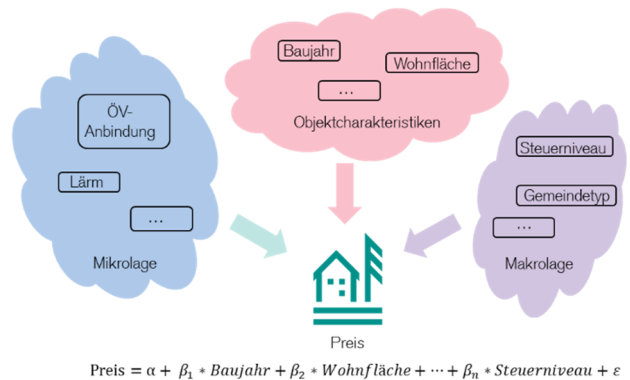 Baujahr
Wohnfläche
...
Objektcharakteristiken
ÖV-
Anbindung
Lärm
...
Mikrolage
Steuerniveau
Gemeindetyp
...
Makrolage
Preis
Preis = α + β₁ * Baujahr + β₂ * Wohnfläche + ⋯ + βₙ * Steuerniveau + ε